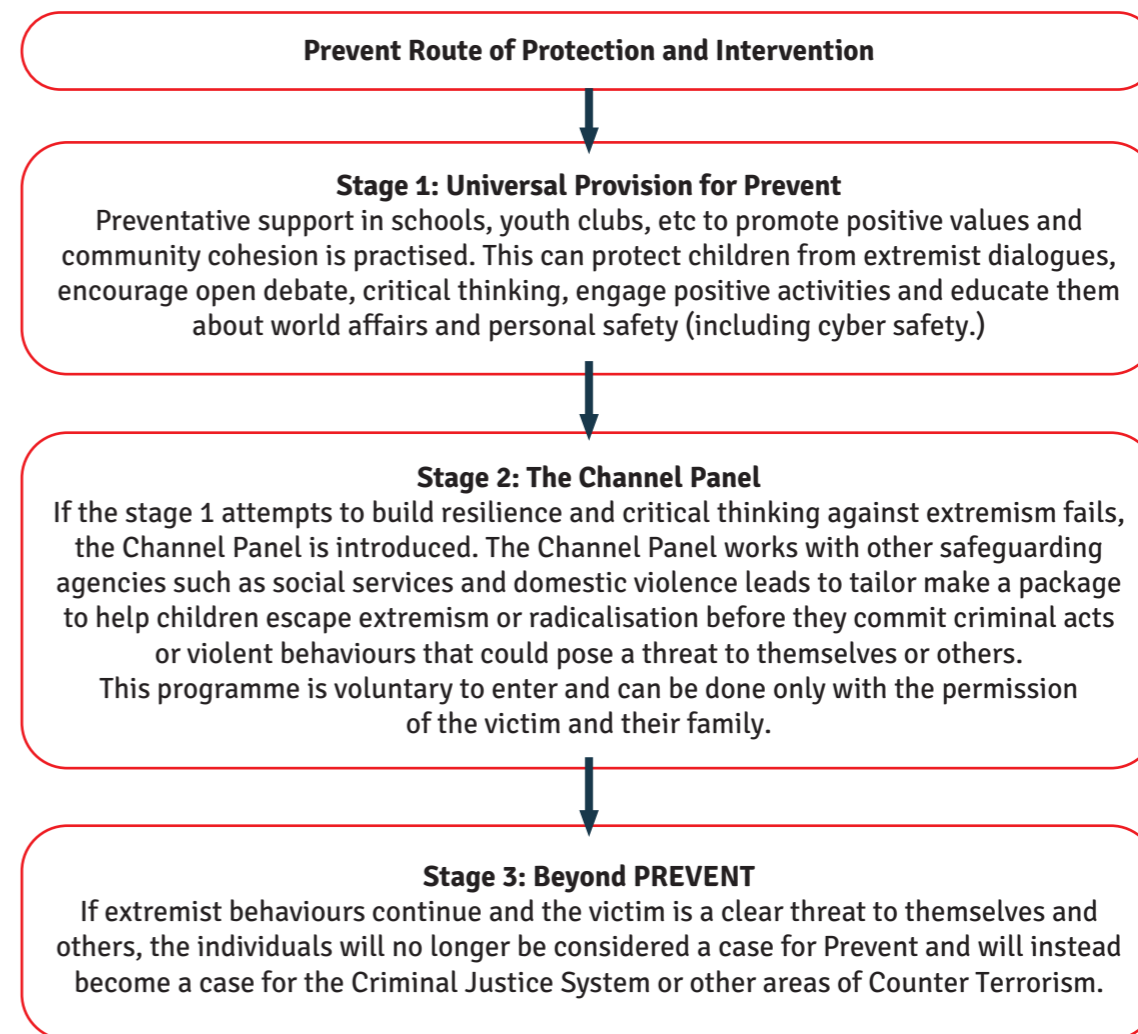 Prevent Route of Protection and Intervention
Stage 1: Universal Provision for Prevent
Preventative support in schools, youth clubs, etc to promote positive values and
community cohesion is practised. This can protect children from extremist dialogues,
encourage open debate, critical thinking, engage positive activities and educate them
about world affairs and personal safety (including cyber safety.)
Stage 2: The Channel Panel
If the stage 1 attempts to build resilience and critical thinking against extremism fails,
the Channel Panel is introduced. The Channel Panel works with other safeguarding
agencies such as social services and domestic violence leads to tailor make a package
to help children escape extremism or radicalisation before they commit criminal acts
or violent behaviours that could pose a threat to themselves or others.
This programme is voluntary to enter and can be done only with the permission
of the victim and their family.
Stage 3: Beyond PREVENT
If extremist behaviours continue and the victim is a clear threat to themselves and
others, the individuals will no longer be considered a case for Prevent and will instead
become a case for the Criminal Justice System or other areas of Counter Terrorism.